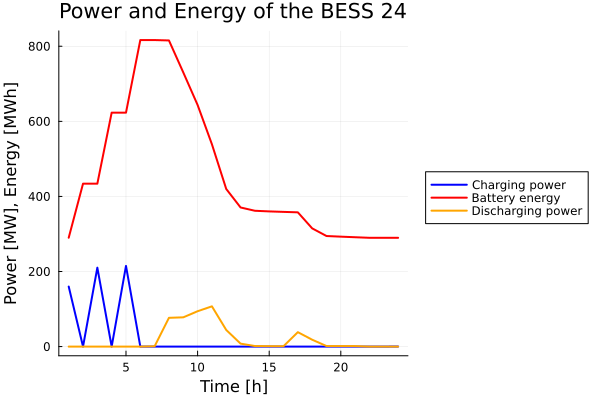 Power and Energy of the BESS 24
Power [MW], Energy [MWh]
800
600
400
200
0
5
10
15
20
Time [h]
Charging power
Battery energy
Discharging power